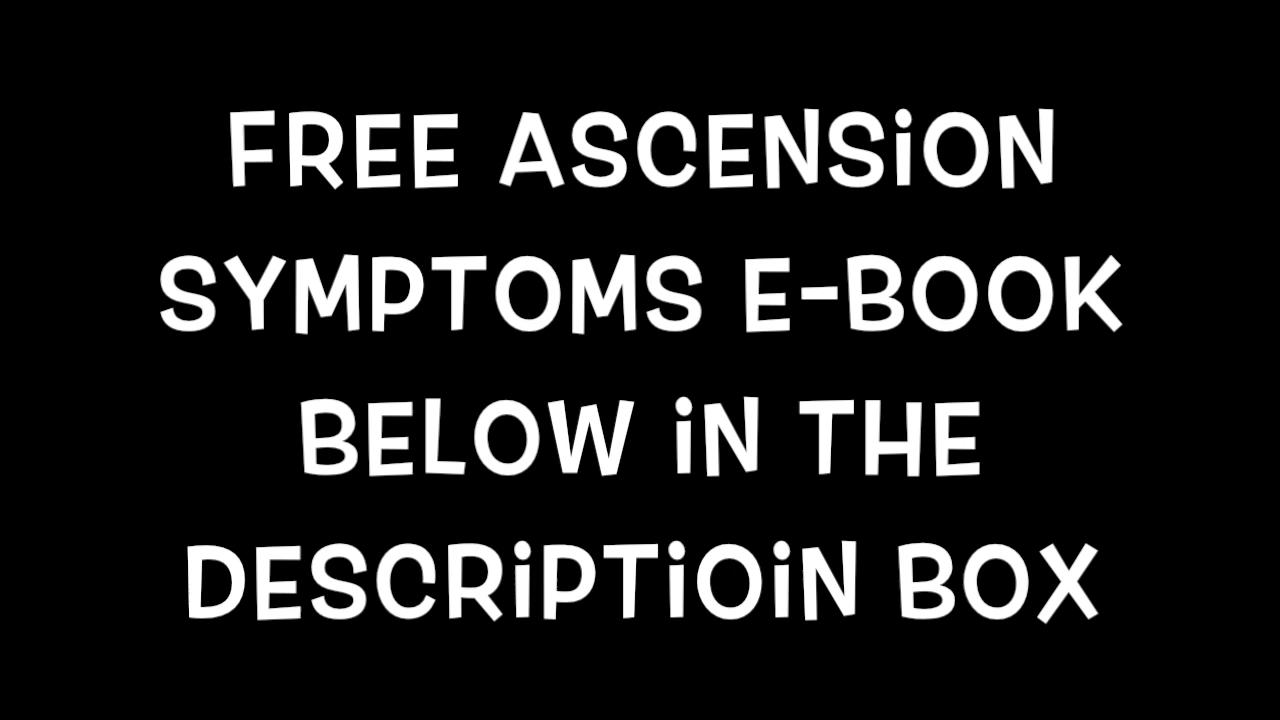 FREE ASCENSiON
SYMPTOMS E-BOOK
BELOW iN THE
DESCRiPTiOiN BOX